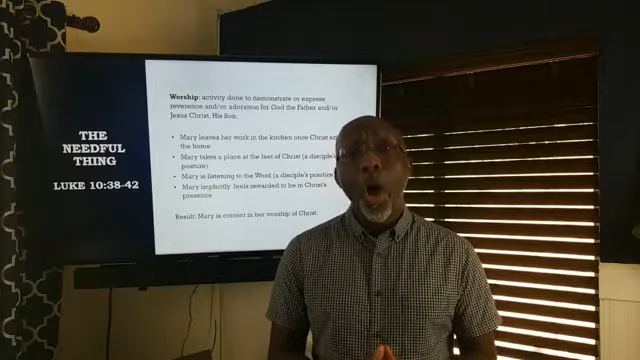 THE
NEEDFUL
THING
LUKE 10:38-42
Worship: activity done to demonstrate or express
reverence and/or adoration for God the Father and/or
Jesus Christ, His Son.
• Mary leaves her work in the kitchen once Christ en
the home
• Mary takes a place at the feet of Christ (a disciple's
posture)
• Mary is listening to the Word (a disciple's practice
• Mary implicitly feels rewarded to be in Christ's
presence
Result: Mary is content in her worship of Christ.